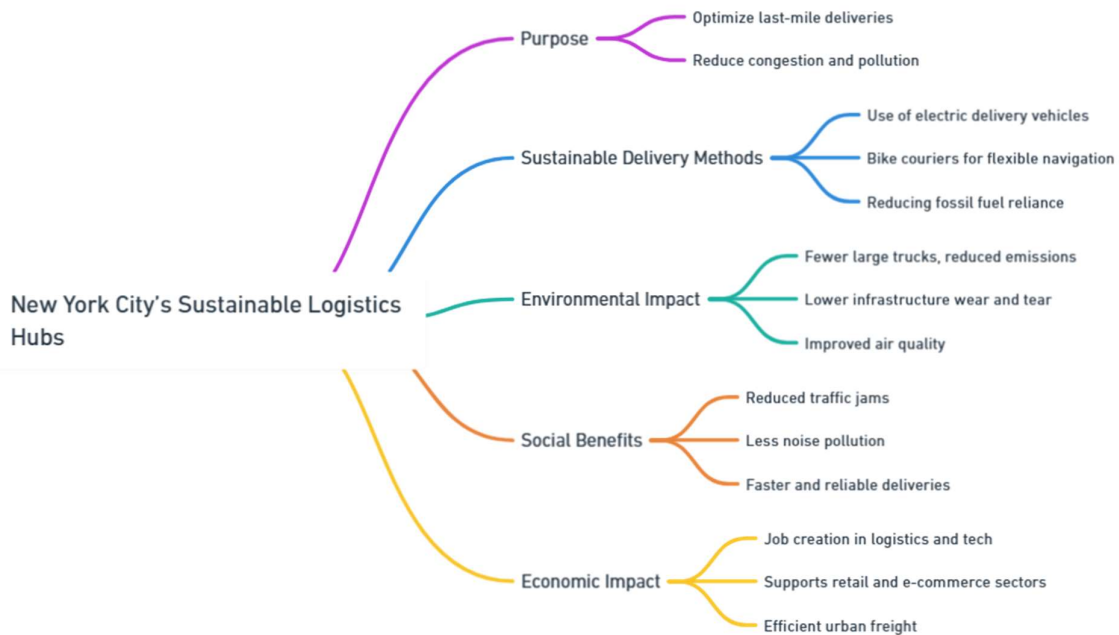 New York City's Sustainable Logistics
Hubs
Purpose
Optimize last-mile deliveries
Reduce congestion and pollution
Sustainable Delivery Methods
Use of electric delivery vehicles
Bike couriers for flexible navigation
Reducing fossil fuel reliance
Environmental Impact
Fewer large trucks, reduced emissions
Lower infrastructure wear and tear
Improved air quality
Social Benefits
Reduced traffic jams
Less noise pollution
Faster and reliable deliveries
Economic Impact
Job creation in logistics and tech
Supports retail and e-commerce sectors
Efficient urban freight